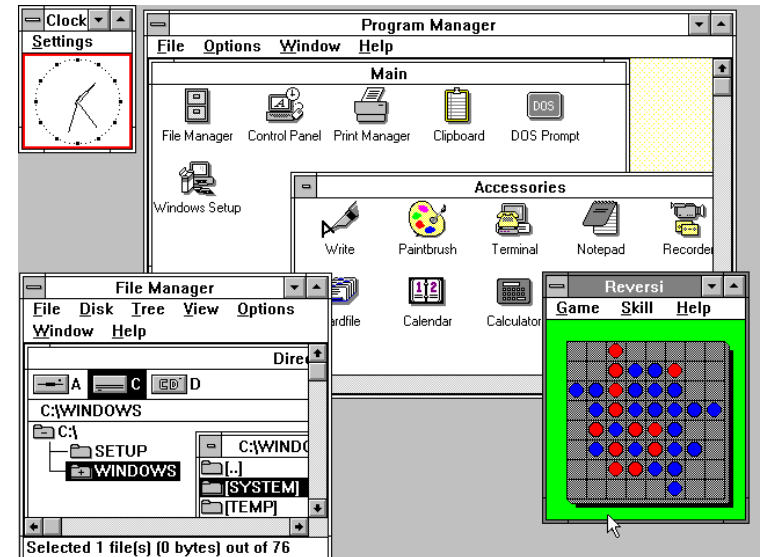 Clock
Settings
Program Manager
File Options Window Help
Main
File Manager Control Panel Print Manager Clipboard DOS Prompt
DOS
Windows Setup
Accessories
Write Paintbrush Terminal Notepad Recorder
rdfile Calendar Calculator
12
File Manager
File Disk Tree View Options
Window Help
Direc
A C CD D
C:\WINDOWS
C:\
SETUP
WINDOWS
C:\WINDO
[..]
[SYSTEM]
[TEMP]
Selected 1 file(s) (0 bytes) out of 76
Reversi
Game Skill Help